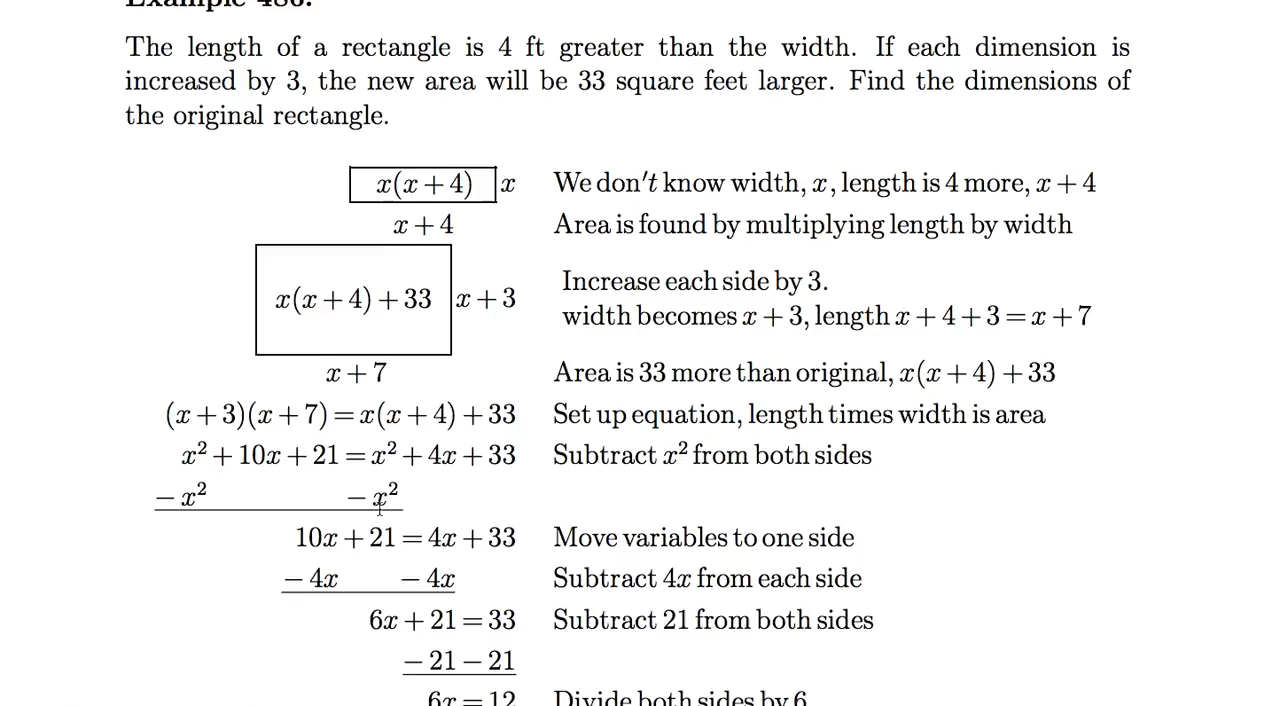 Example 486.
The length of a rectangle is 4 ft greater than the width. If each dimension is
increased by 3, the new area will be 33 square feet larger. Find the dimensions of
the original rectangle.
x(x + 4) x We don't know width, x, length is 4 more, x + 4
x + 4 Area is found by multiplying length by width
x(x + 4) + 33 x + 3 Increase each side by 3.
width becomes x + 3, length x + 4 + 3 = x + 7
x + 7 Area is 33 more than original, x(x + 4) + 33
(x + 3)(x + 7) = x(x + 4) + 33 Set up equation, length times width is area
x² + 10x + 21 = x² + 4x + 33 Subtract x² from both sides
− x² − x²
10x + 21 = 4x + 33 Move variables to one side
− 4x − 4x Subtract 4x from each side
6x + 21 = 33 Subtract 21 from both sides
− 21 − 21
6x = 12 Divide both sides by 6